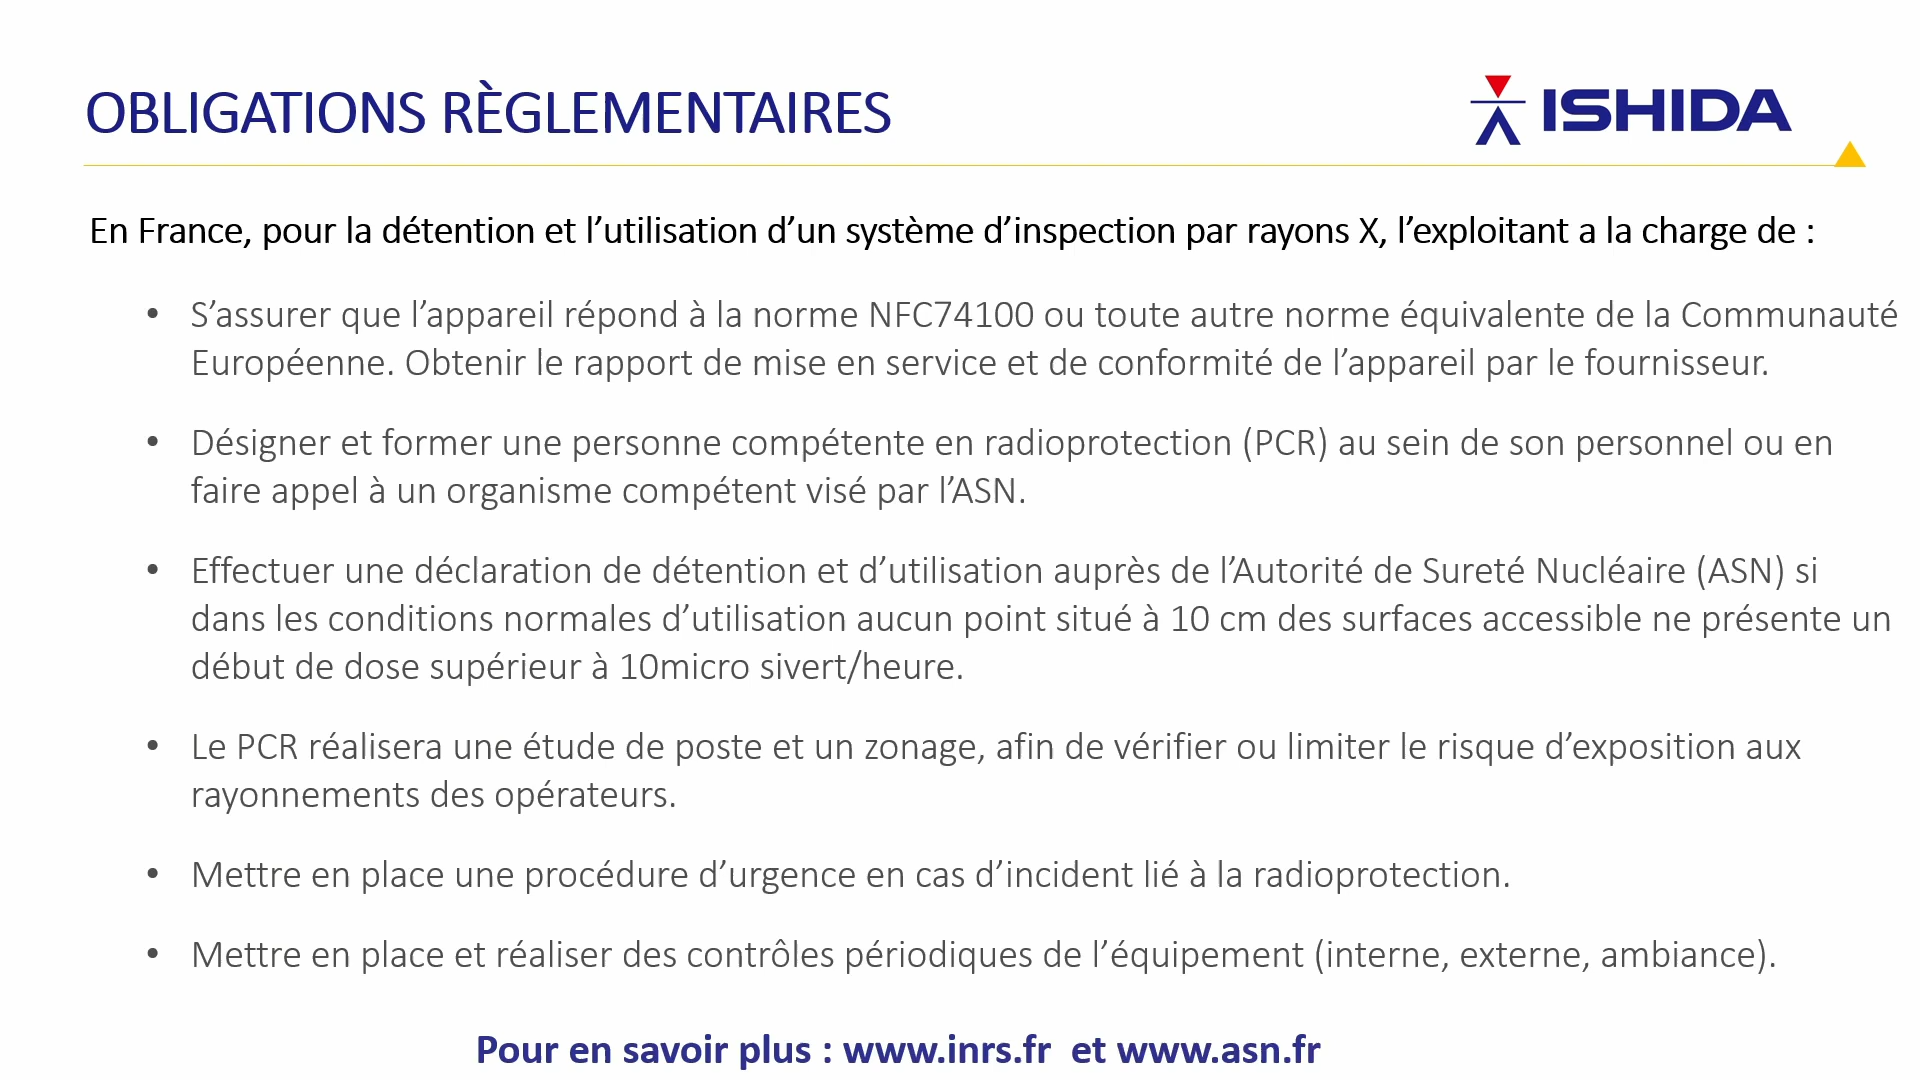 OBLIGATIONS RÈGLEMENTAIRES
ISHIDA
En France, pour la détention et l’utilisation d’un système d’inspection par rayons X, l’exploitant a la charge de :
• S’assurer que l’appareil répond à la norme NFC74100 ou toute autre norme équivalente de la Communauté
Européenne. Obtenir le rapport de mise en service et de conformité de l’appareil par le fournisseur.
• Désigner et former une personne compétente en radioprotection (PCR) au sein de son personnel ou en
faire appel à un organisme compétent visé par l’ASN.
• Effectuer une déclaration de détention et d’utilisation auprès de l’Autorité de Sureté Nucléaire (ASN) si
dans les conditions normales d’utilisation aucun point situé à 10 cm des surfaces accessible ne présente un
début de dose supérieur à 10micro sivert/heure.
• Le PCR réalisera une étude de poste et un zonage, afin de vérifier ou limiter le risque d’exposition aux
rayonnements des opérateurs.
• Mettre en place une procédure d’urgence en cas d’incident lié à la radioprotection.
• Mettre en place et réaliser des contrôles périodiques de l’équipement (interne, externe, ambiance).
Pour en savoir plus : www.inrs.fr et www.asn.fr